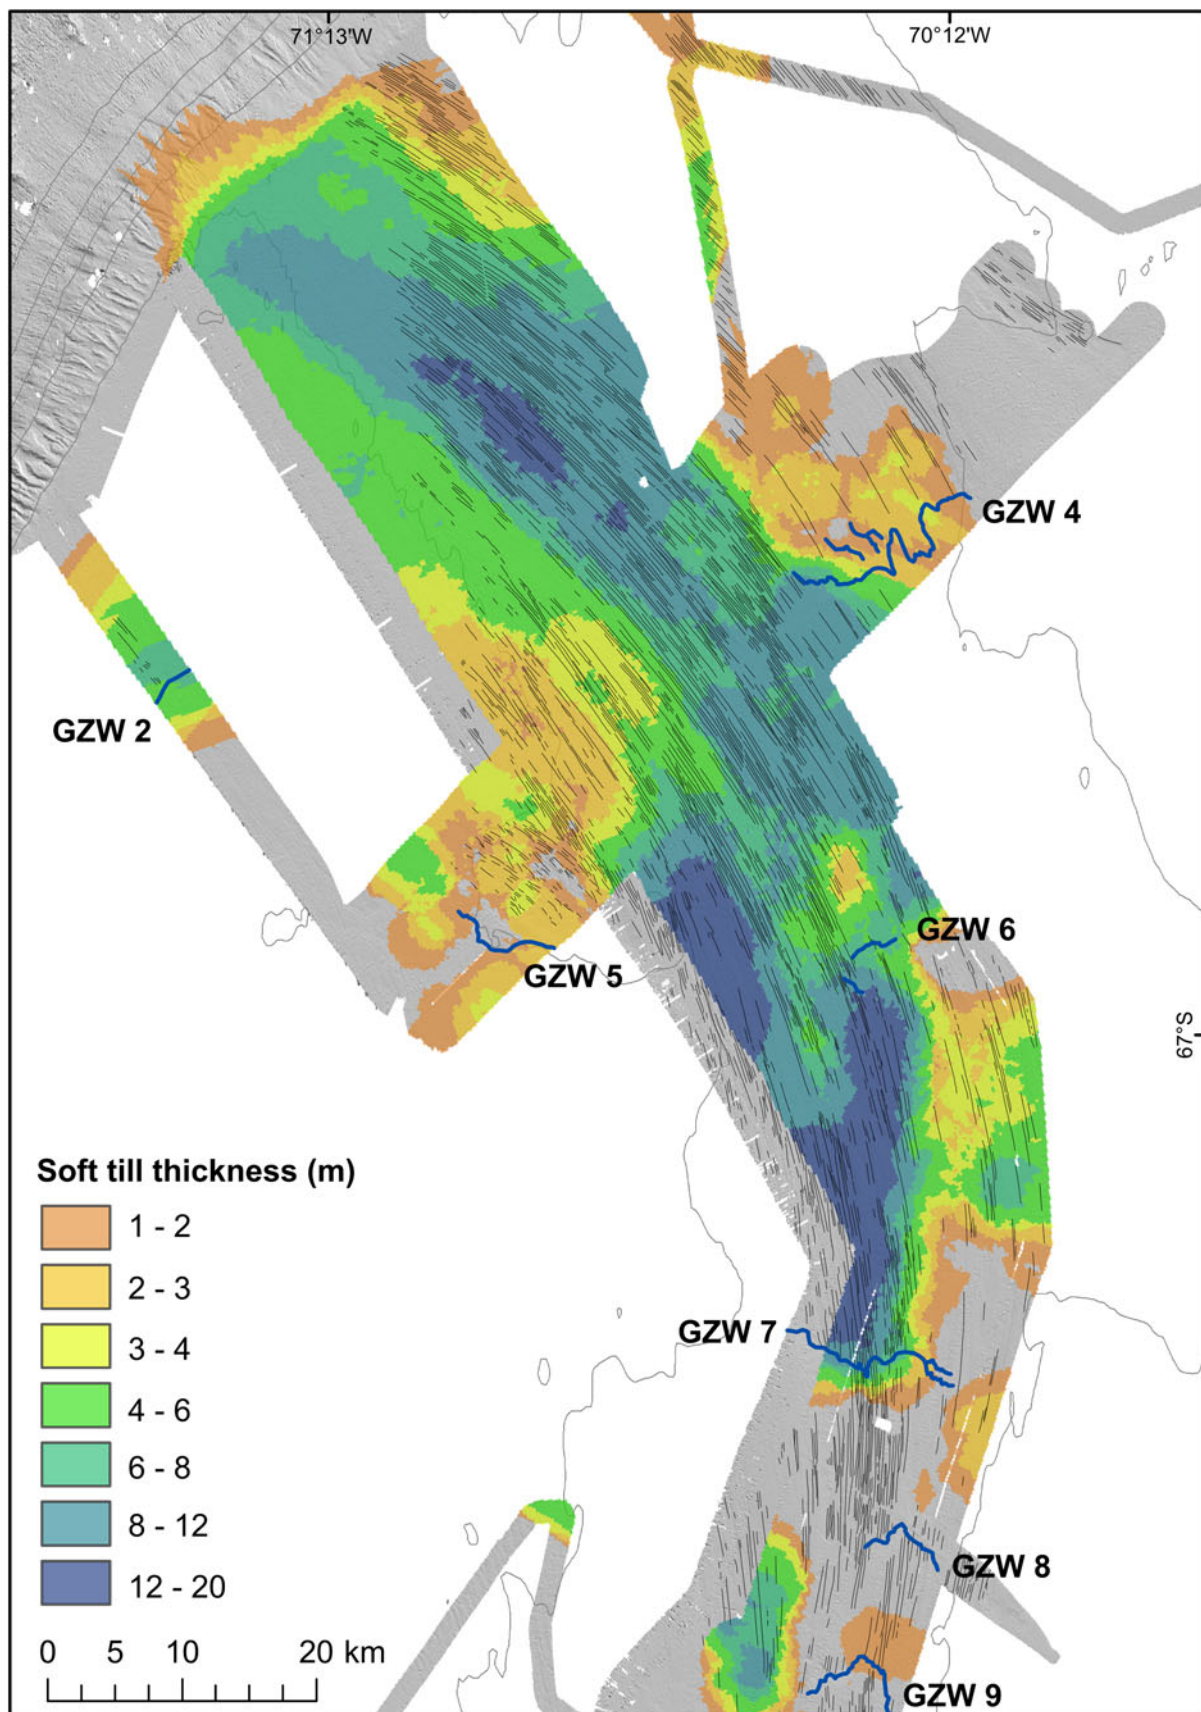 71°13'W
70°12'W
GZW 4
GZW 2
GZW 6
GZW 5
67°S
Soft till thickness (m)
1 - 2
2 - 3
3 - 4
4 - 6
6 - 8
8 - 12
12 - 20
GZW 7
GZW 8
0 5 10 20 km
GZW 9